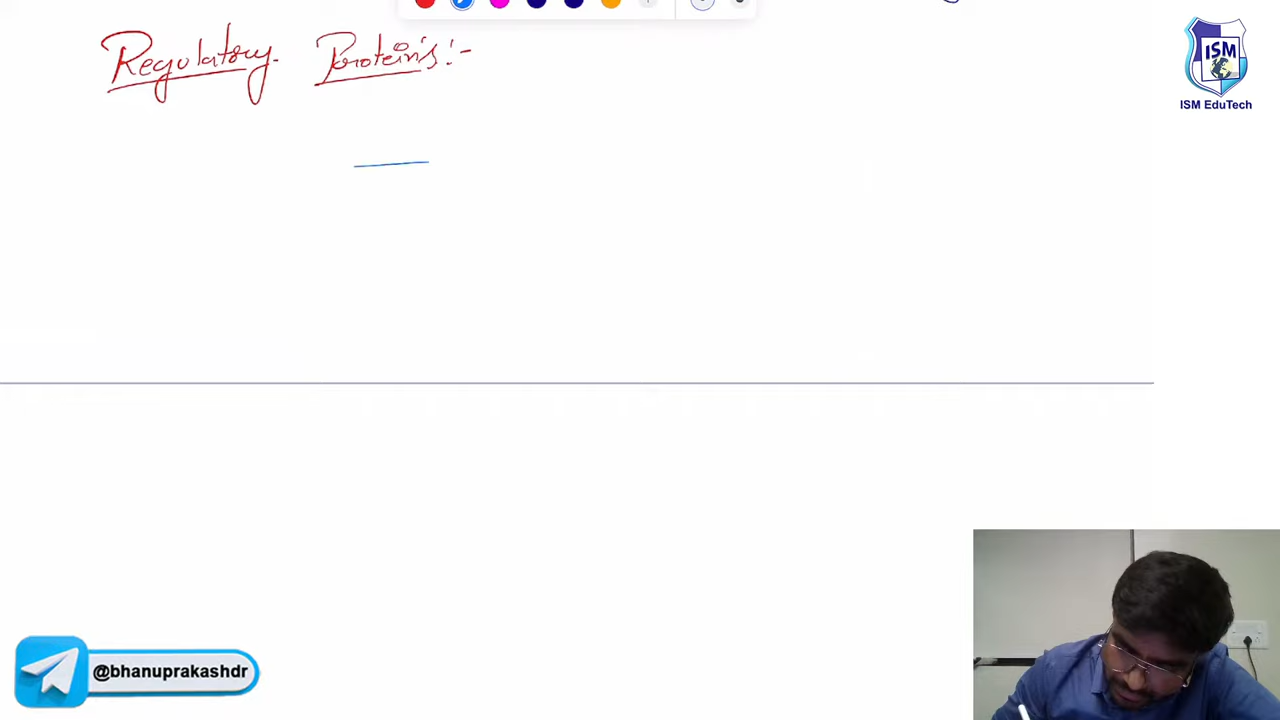 Regulatory Proteins :-
ISM
ISM EduTech
@bhanuprakashdr